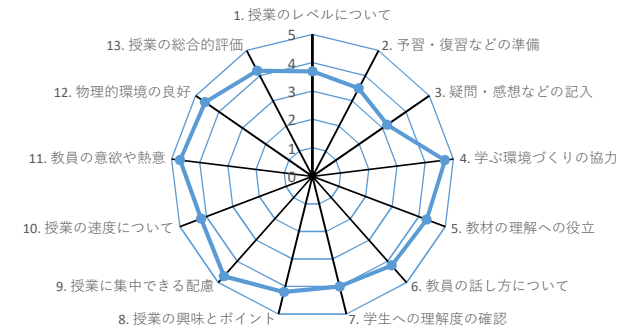 1. 授業のレベルについて
2. 予習・復習などの準備
3. 疑問・感想などの記入
4. 学ぶ環境づくりの協力
5. 教材の理解への役立
6. 教員の話し方について
7. 学生への理解度の確認
8. 授業の興味とポイント
9. 授業に集中できる配慮
10. 授業の速度について
11. 教員の意欲や熱意
12. 物理的環境の良好
13. 授業の総合的評価
5
4
3
2
1
0